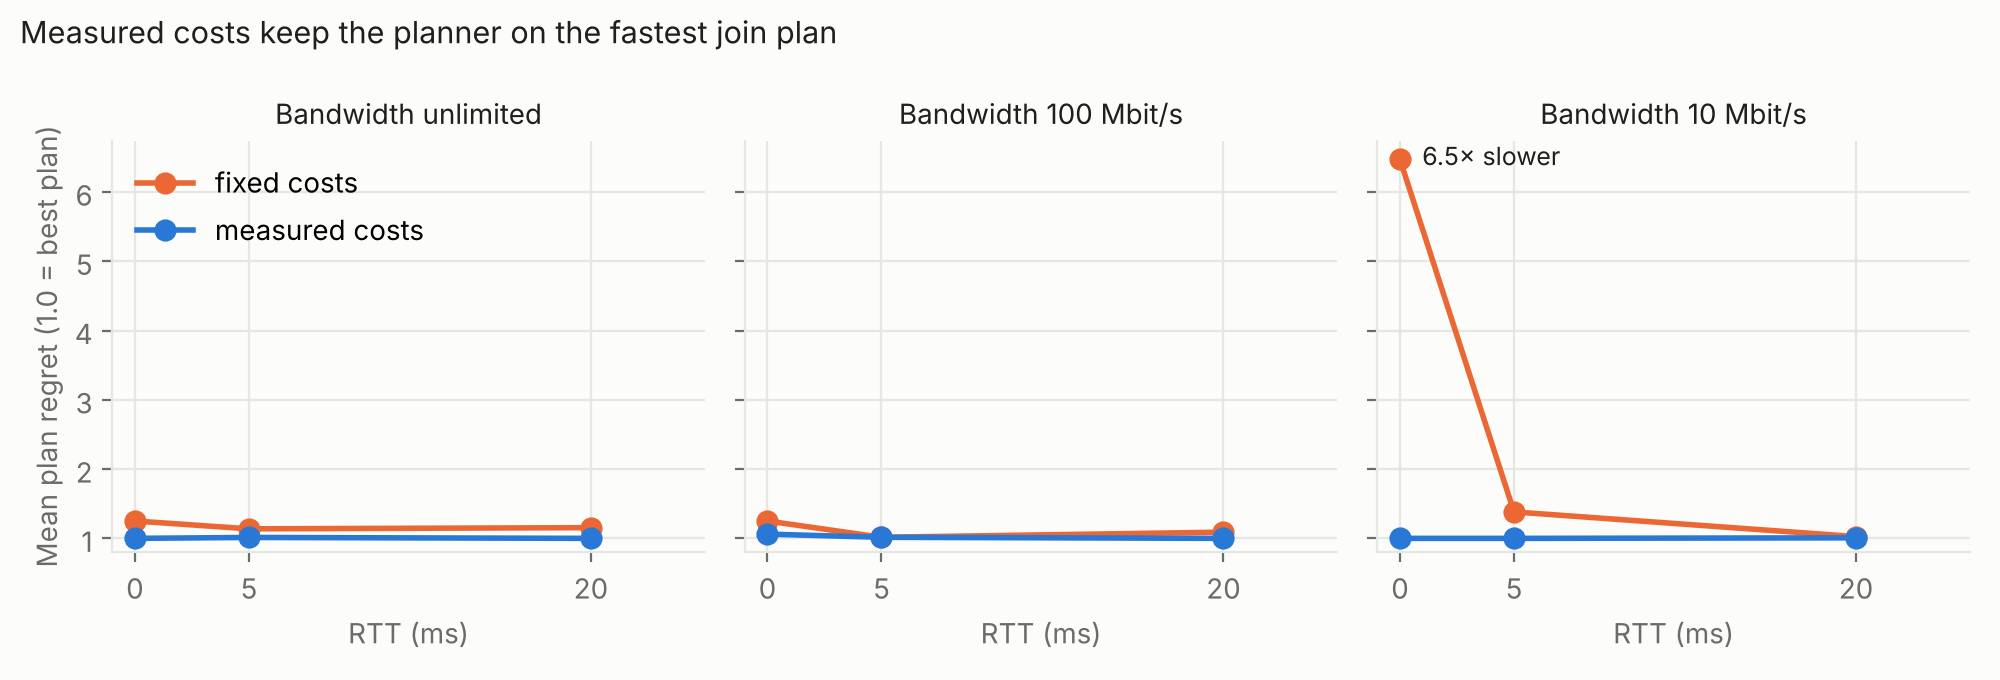 Measured costs keep the planner on the fastest join plan
Mean plan regret (1.0 = best plan)
Bandwidth unlimited
fixed costs
measured costs
6
5
4
3
2
1
0 5 20
RTT (ms)
Bandwidth 100 Mbit/s
0 5 20
RTT (ms)
Bandwidth 10 Mbit/s
6.5× slower
0 5 20
RTT (ms)